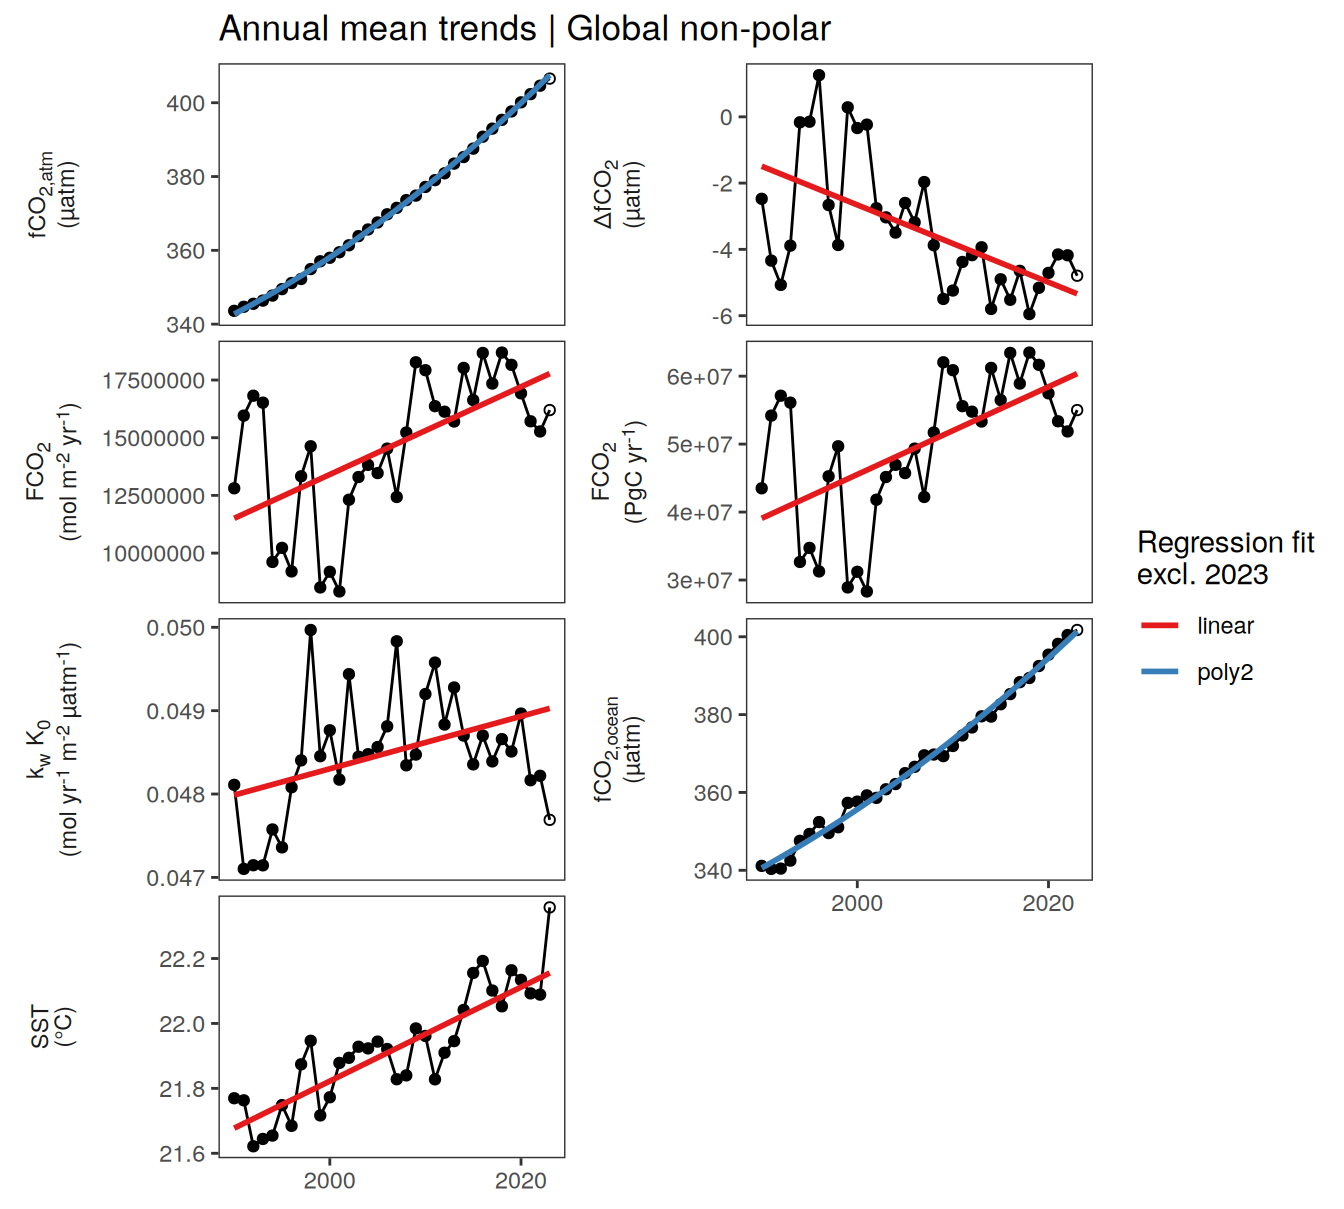 Annual mean trends | Global non-polar
fCO2,atm
(µatm)
400
380
360
340
ΔfCO2
(µatm)
0
-2
-4
-6
FCO2
(mol m-2 yr-1)
17500000
15000000
12500000
10000000
FCO2
(PgC yr-1)
6e+07
5e+07
4e+07
3e+07
kw K0
(mol yr-1 m-2 µatm-1)
0.050
0.049
0.048
0.047
fCO2,ocean
(µatm)
400
380
360
340
2000 2020
SST
(°C)
22.2
22.0
21.8
21.6
2000 2020
Regression fit
excl. 2023
linear
poly2